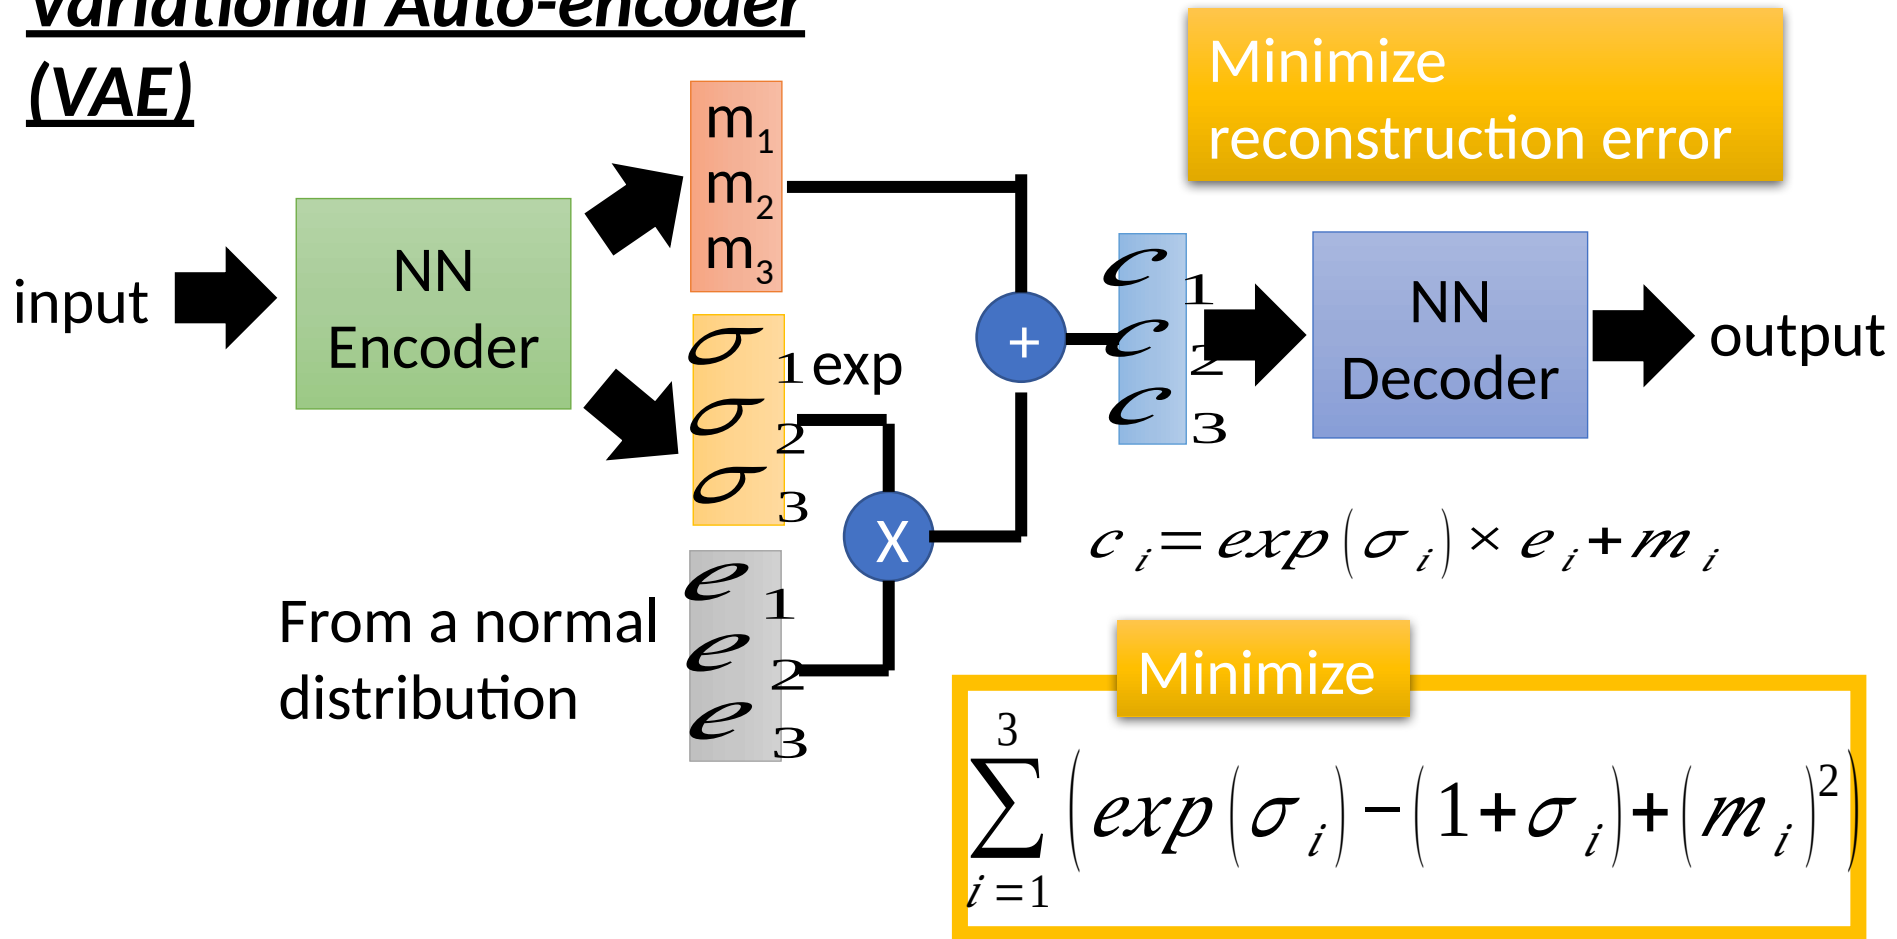 Variational Auto-encoder
(VAE)
Minimize
reconstruction error
m1
m2
m3
input
NN
Encoder
σ1
σ2
σ3
exp
+
X
c1
c2
c3
NN
Decoder
output
From a normal
distribution
e1
e2
e3
c_i = exp(σ_i) × e_i + m_i
Minimize
∑_{i=1}^{3} (exp(σ_i) − (1 + σ_i) + (m_i)^2)